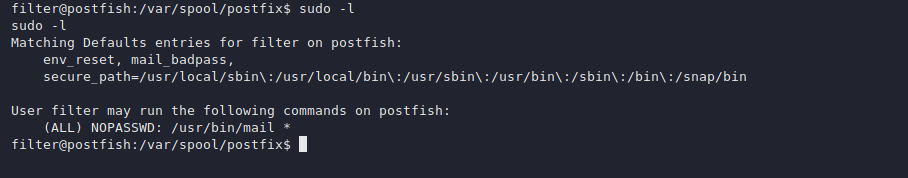 filter@postfish:/var/spool/postfix$ sudo -l
sudo -l
Matching Defaults entries for filter on postfish:
    env_reset, mail_badpass,
    secure_path=/usr/local/sbin\:/usr/local/bin\:/usr/sbin\:/usr/bin\:/sbin\:/bin\:/snap/bin

User filter may run the following commands on postfish:
    (ALL) NOPASSWD: /usr/bin/mail *
filter@postfish:/var/spool/postfix$